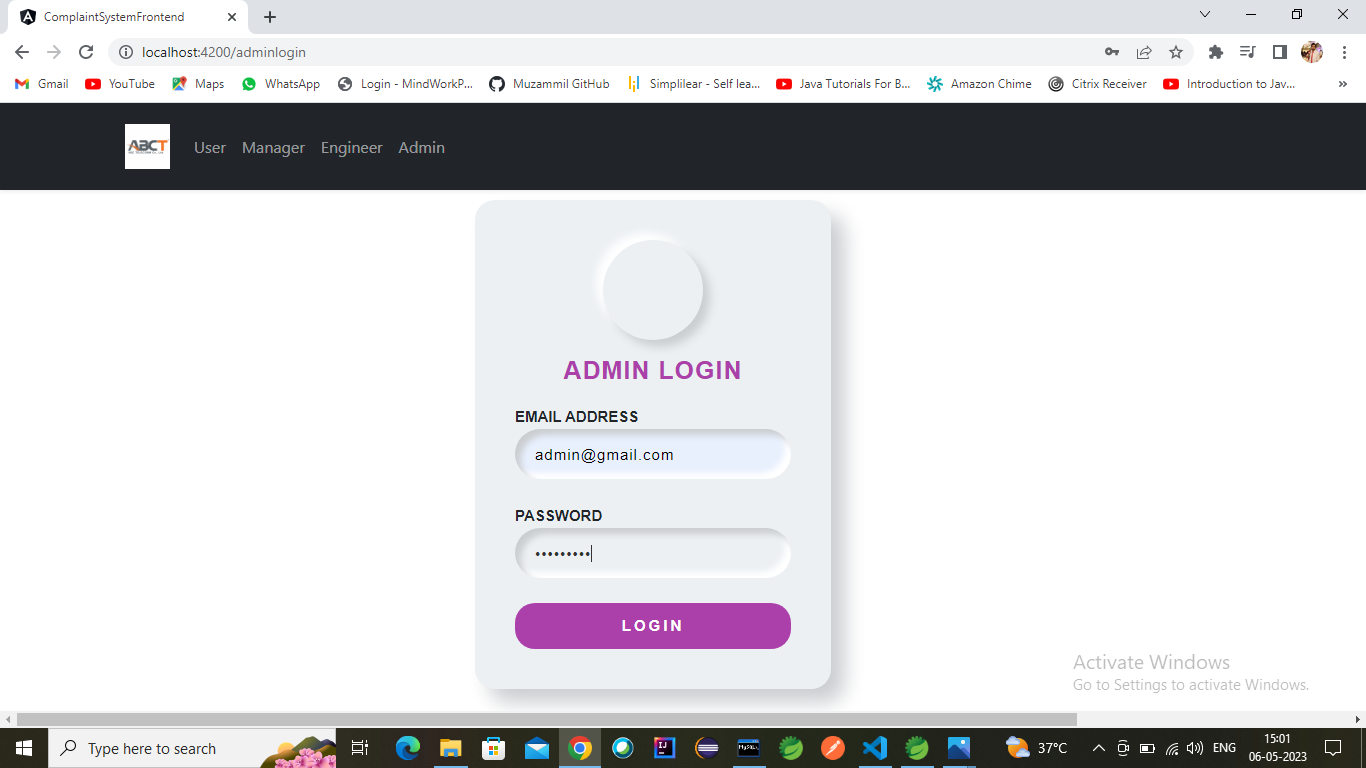 ComplaintSystemFrontend
localhost:4200/adminlogin
Gmail YouTube Maps WhatsApp Login - MindWorkP... Muzammil GitHub Simplilear - Self lea... Java Tutorials For B... Amazon Chime Citrix Receiver Introduction to Jav...
ABCT User Manager Engineer Admin
ADMIN LOGIN
EMAIL ADDRESS
admin@gmail.com
PASSWORD
•••••••••
LOGIN
Activate Windows
Go to Settings to activate Windows.
Type here to search
37°C
ENG
15:01
06-05-2023